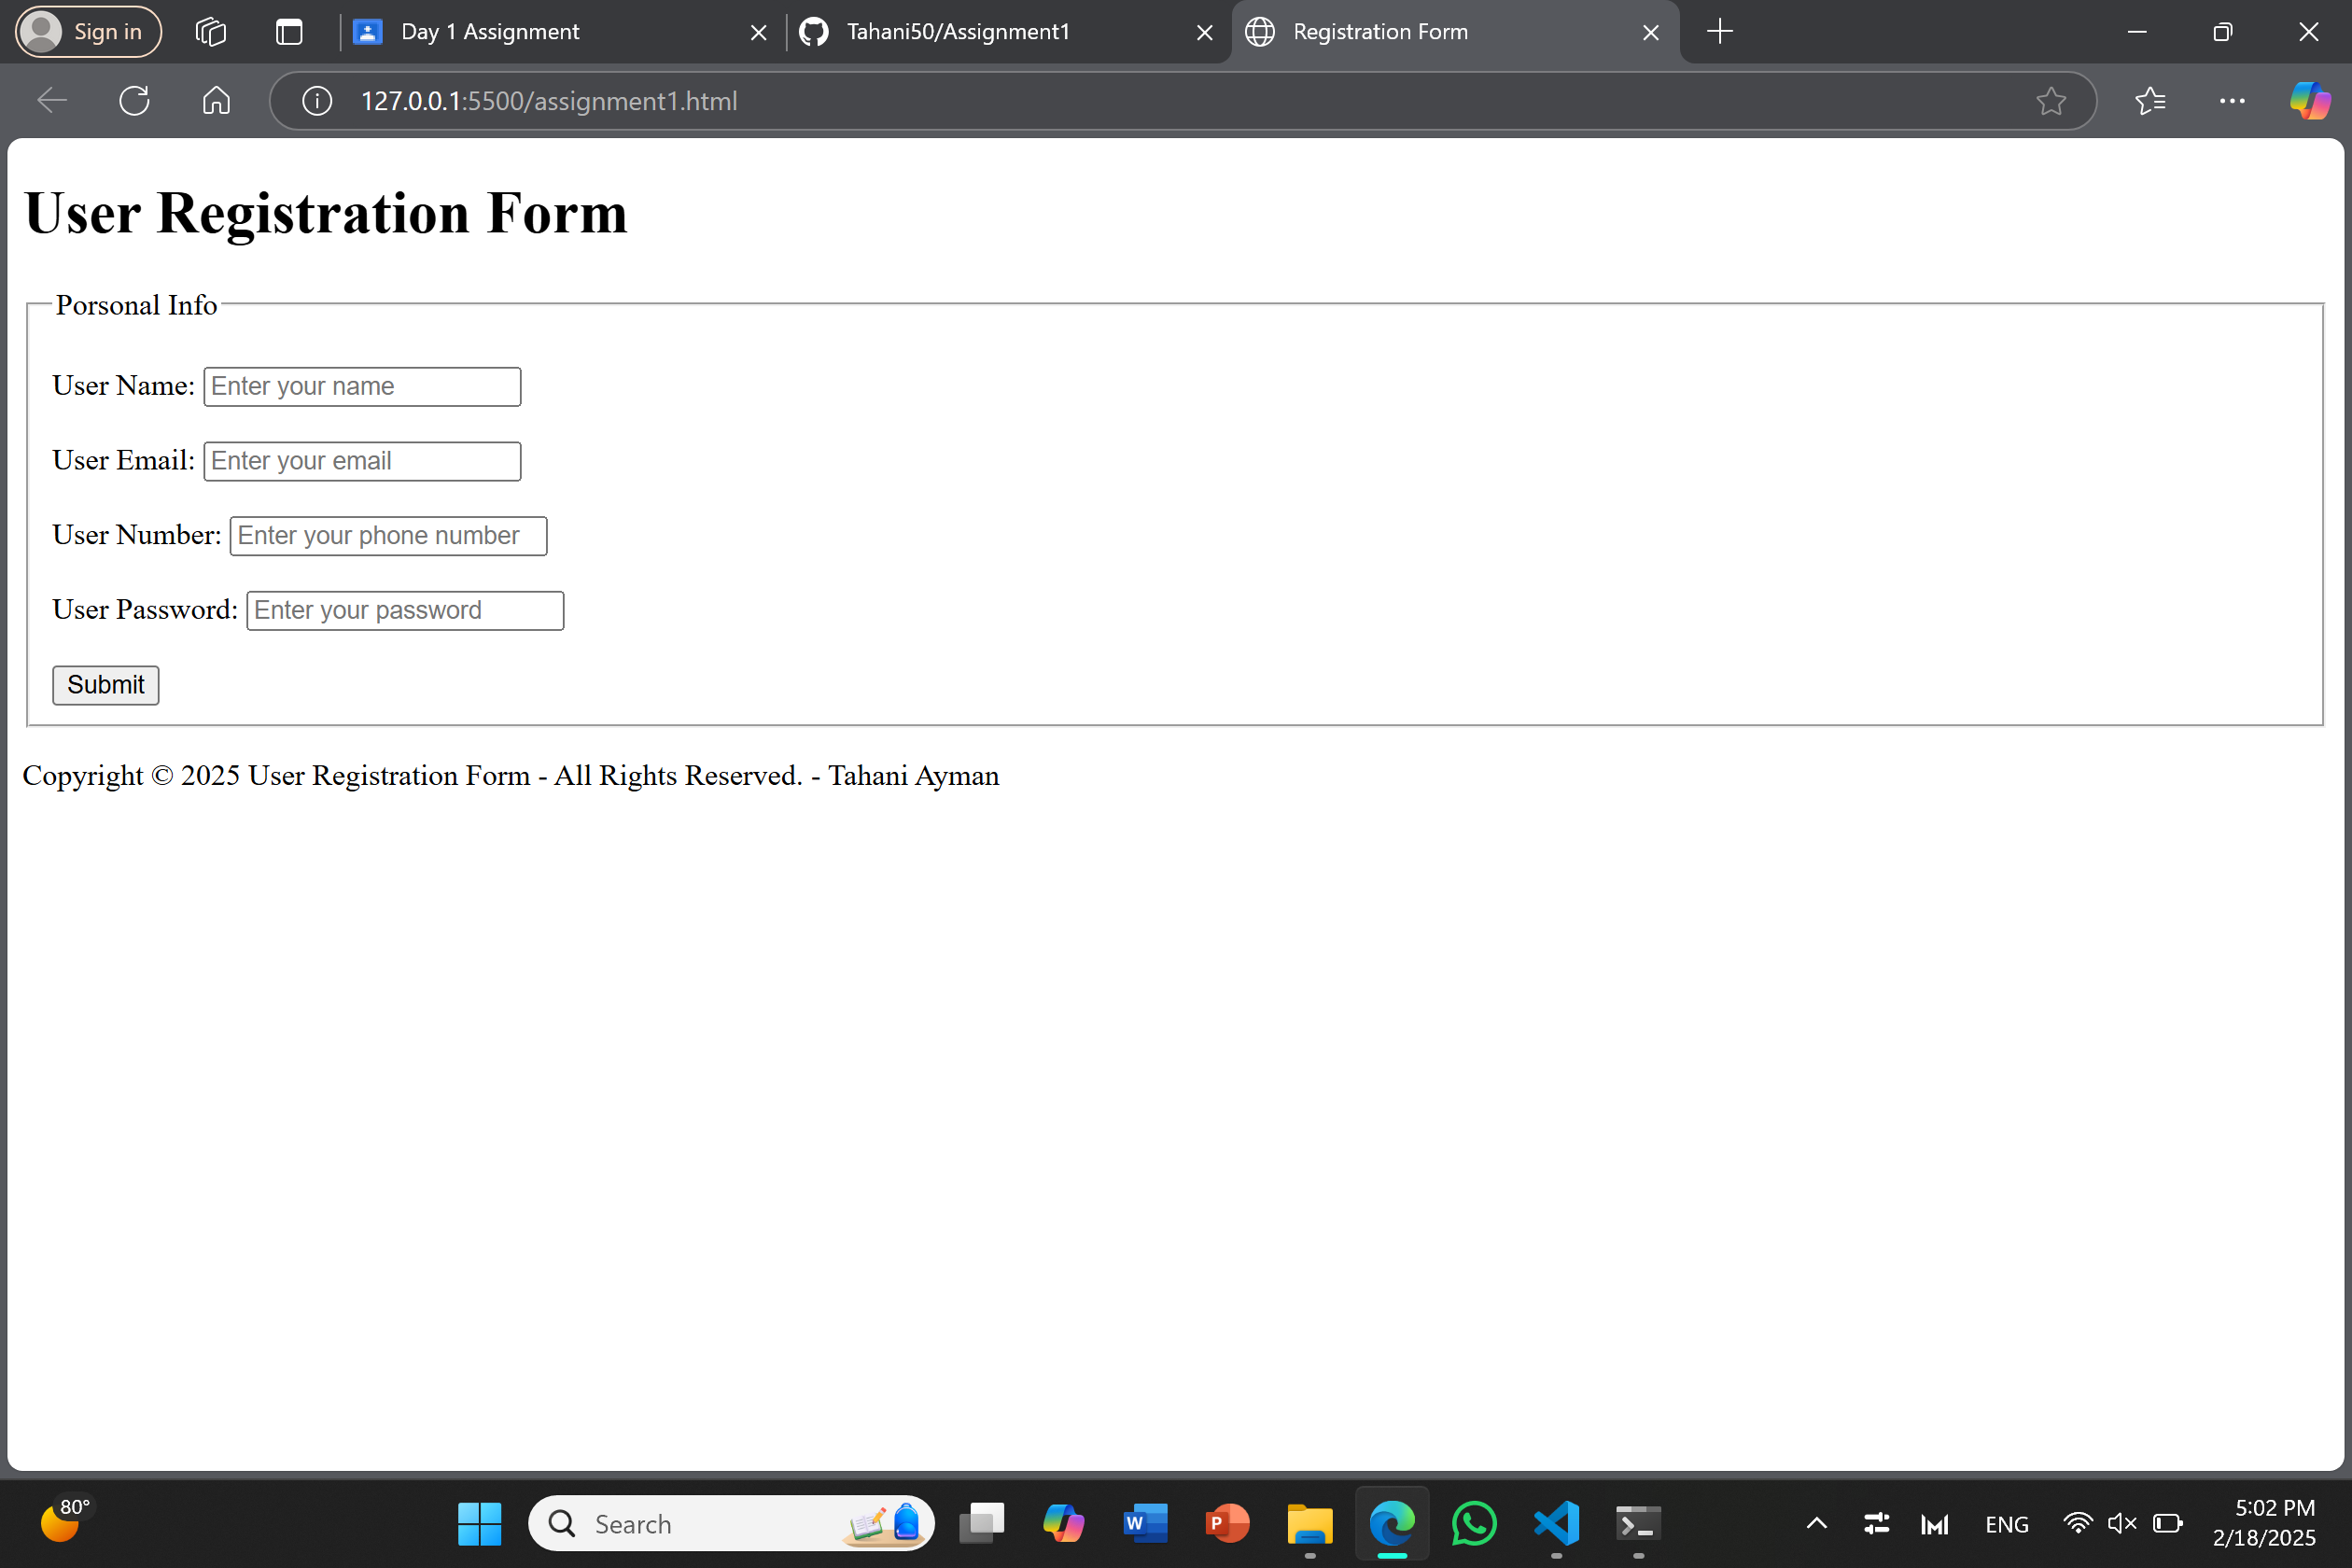 Sign in
Day 1 Assignment
Tahani50/Assignment1
Registration Form
127.0.0.1:5500/assignment1.html
User Registration Form
Porsonal Info
User Name: Enter your name
User Email: Enter your email
User Number: Enter your phone number
User Password: Enter your password
Submit
Copyright © 2025 User Registration Form - All Rights Reserved. - Tahani Ayman
80°
Search
W
P
ENG
5:02 PM
2/18/2025